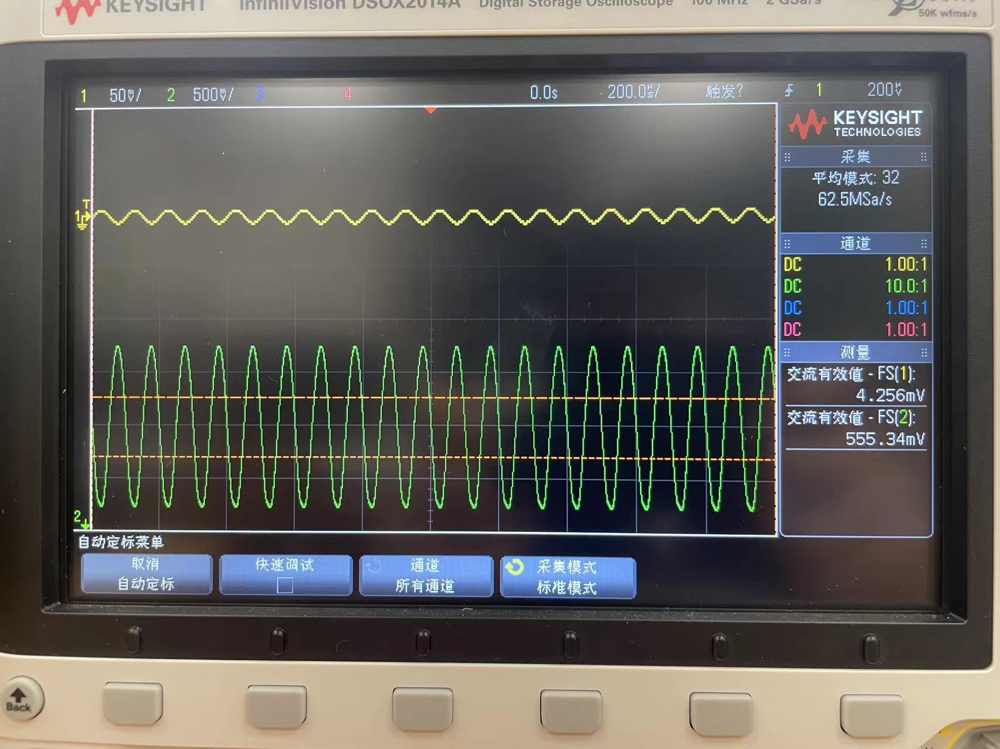 KEYSIGHT InfiniiVision DSOX2014A Digital Storage Oscilloscope 100 MHz 2 GSa/s
50K wfms/s
1 50mV/ 2 500mV/ 3 4 0.0s 200.0us/ 触发? 1 200uV
KEYSIGHT
TECHNOLOGIES
采集
平均模式: 32
62.5MSa/s
T
1
通道
DC 1.00:1
DC 10.0:1
DC 1.00:1
DC 1.00:1
测量
交流有效值 - FS(1):
4.256mV
交流有效值 - FS(2):
555.34mV
2
自动定标菜单
取消
自动定标
快速调试
通道
所有通道
采集模式
标准模式
Back